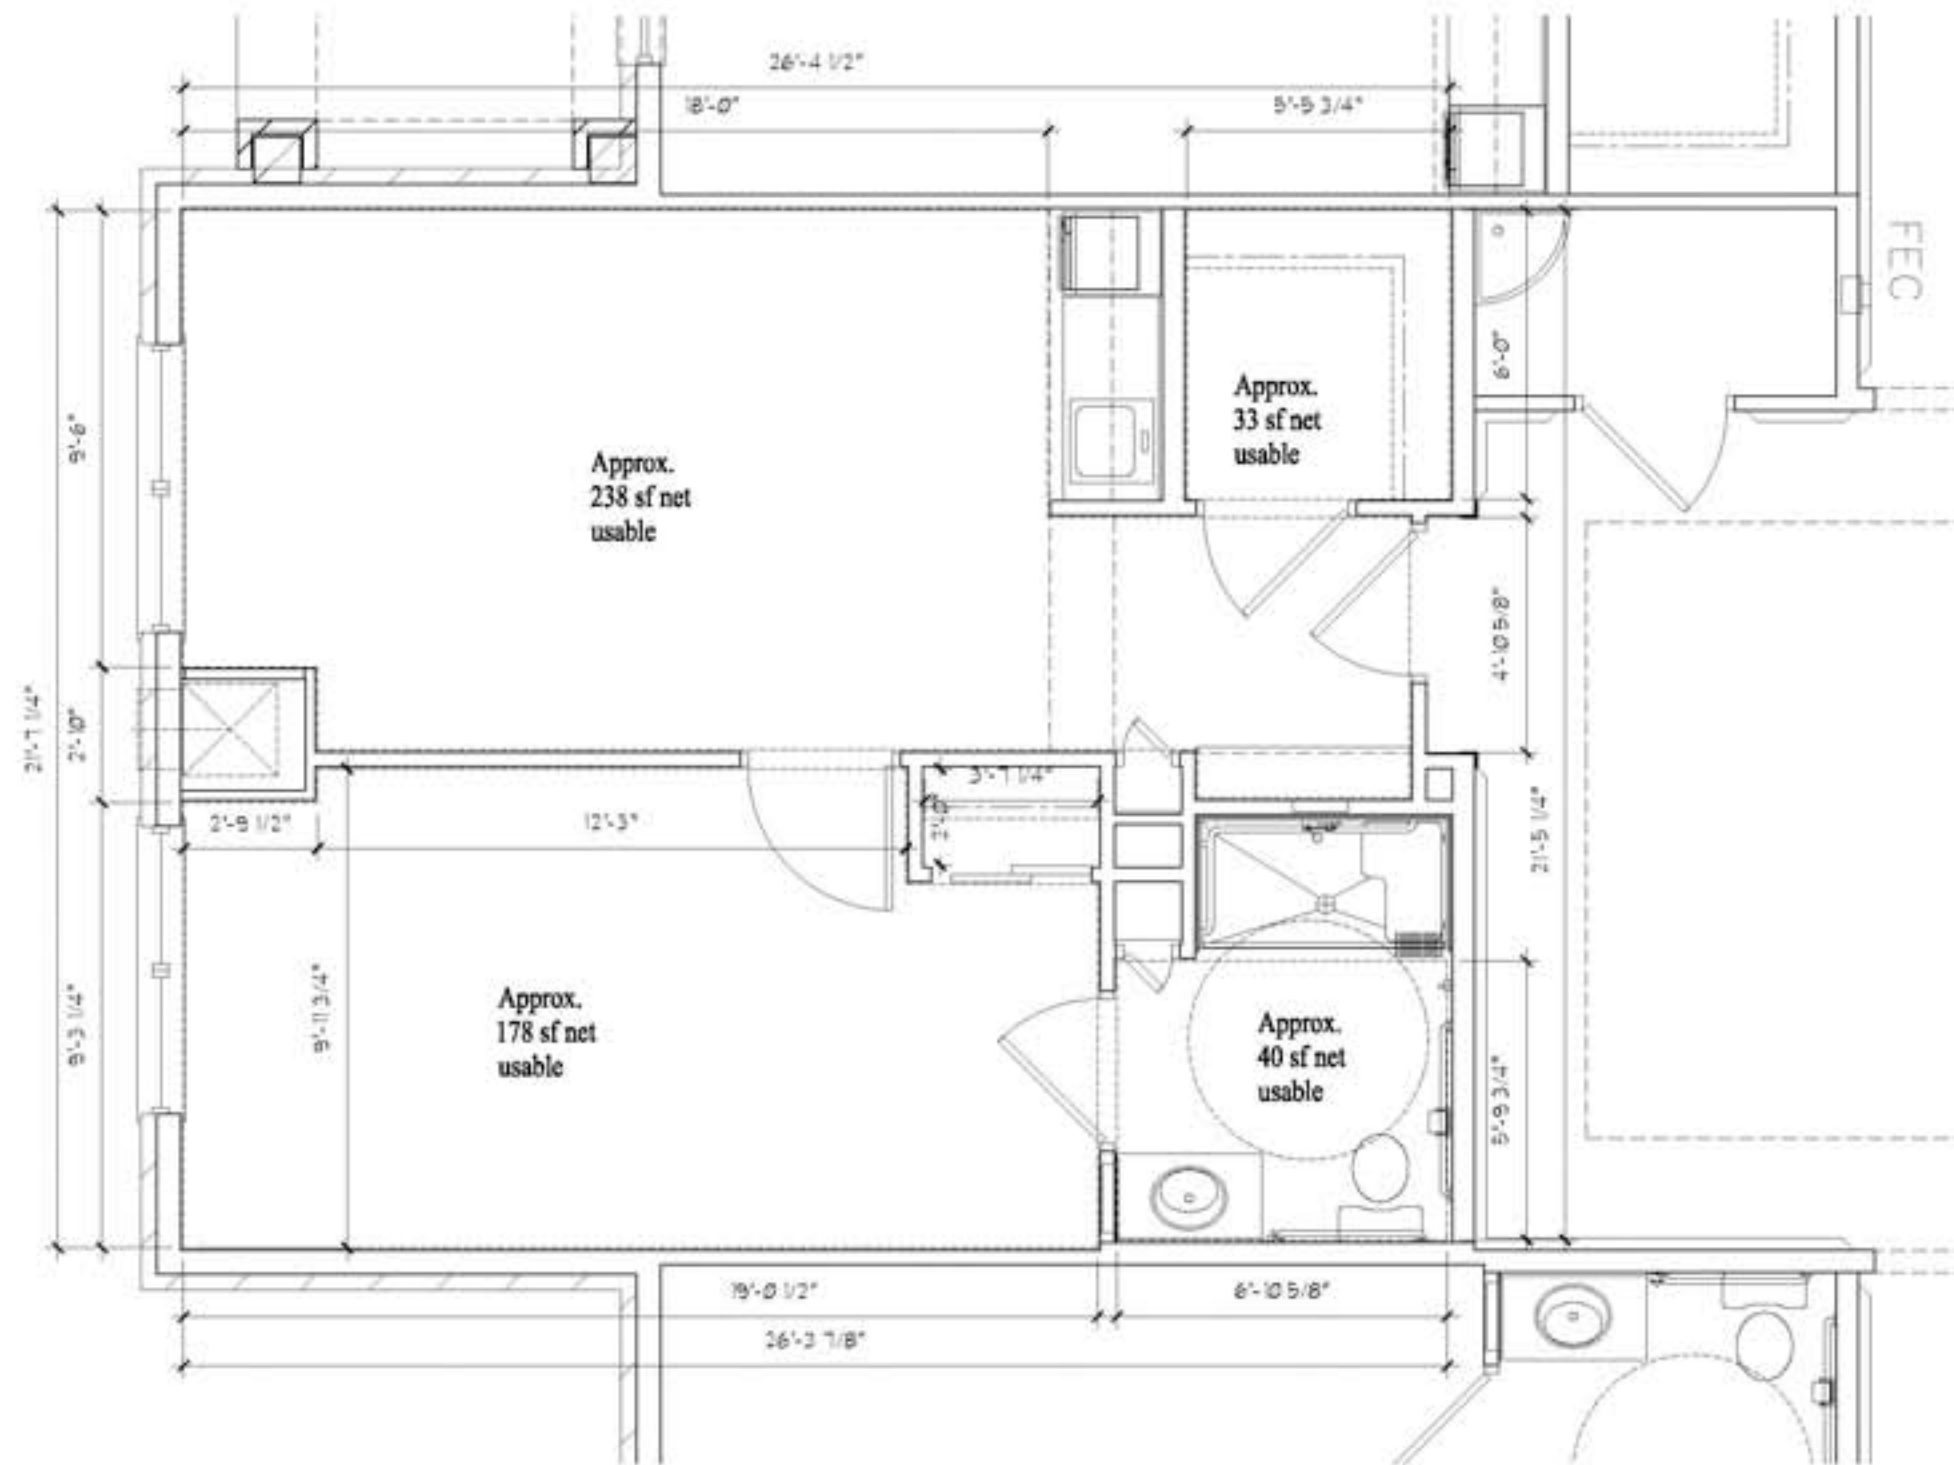 26'-4 1/2"
18'-0"
5'-5 3/4"
FEC
6'-0"
Approx.
33 sf net
usable
9'-6"
Approx.
238 sf net
usable
4'-10 5/8"
21'-7 1/4"
2'-10"
3'-7 1/4"
2'-0"
2'-9 1/2"
12'-3"
21'-5 1/4"
9'-11 3/4"
9'-3 1/4"
Approx.
178 sf net
usable
Approx.
40 sf net
usable
5'-9 3/4"
19'-0 1/2"
6'-10 5/8"
26'-3 7/8"